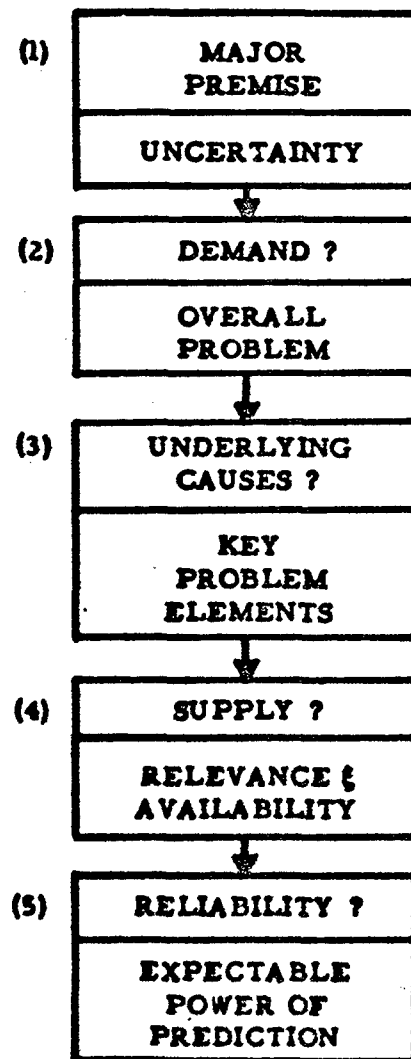 (1)
MAJOR
PREMISE
UNCERTAINTY
(2)
DEMAND ?
OVERALL
PROBLEM
(3)
UNDERLYING
CAUSES ?
KEY
PROBLEM
ELEMENTS
(4)
SUPPLY ?
RELEVANCE &
AVAILABILITY
(5)
RELIABILITY ?
EXPECTABLE
POWER OF
PREDICTION